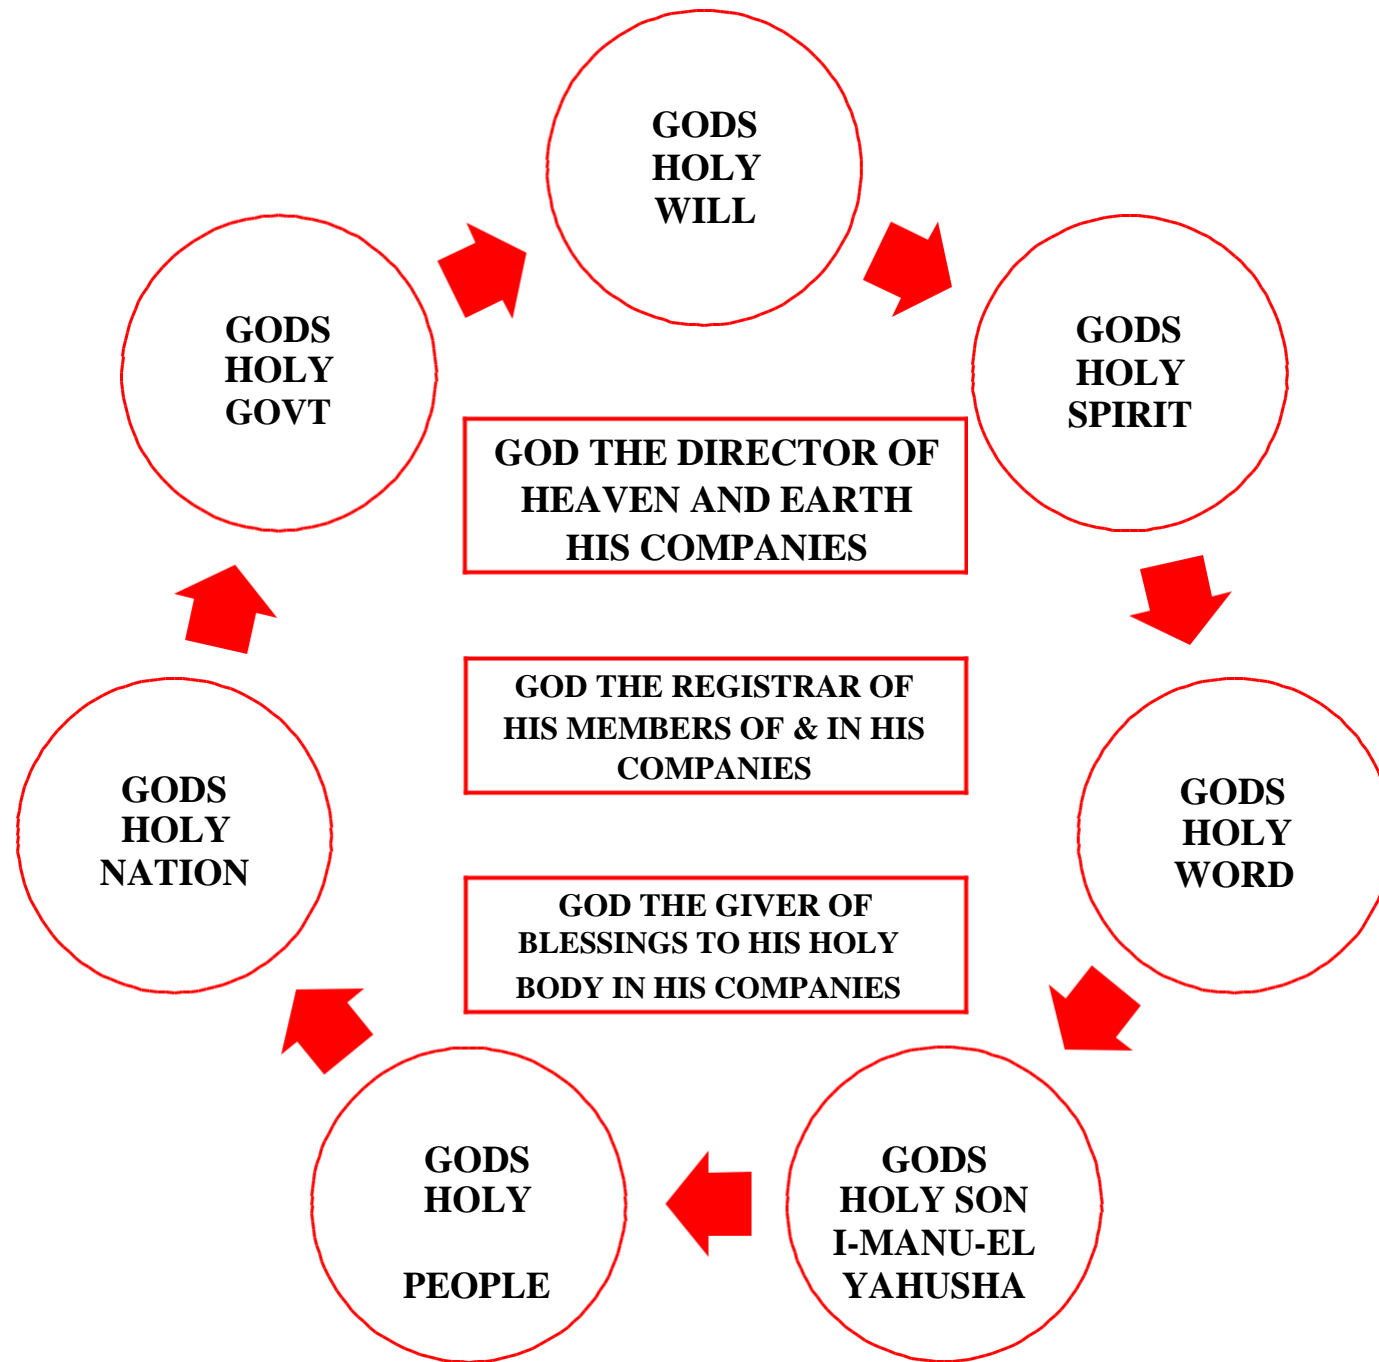 GODS
HOLY
WILL
GODS
HOLY
SPIRIT
GODS
HOLY
WORD
GODS
HOLY SON
I-MANU-EL
YAHUSHA
GODS
HOLY
PEOPLE
GODS
HOLY
NATION
GODS
HOLY
GOVT
GOD THE DIRECTOR OF
HEAVEN AND EARTH
HIS COMPANIES
GOD THE REGISTRAR OF
HIS MEMBERS OF & IN HIS
COMPANIES
GOD THE GIVER OF
BLESSINGS TO HIS HOLY
BODY IN HIS COMPANIES